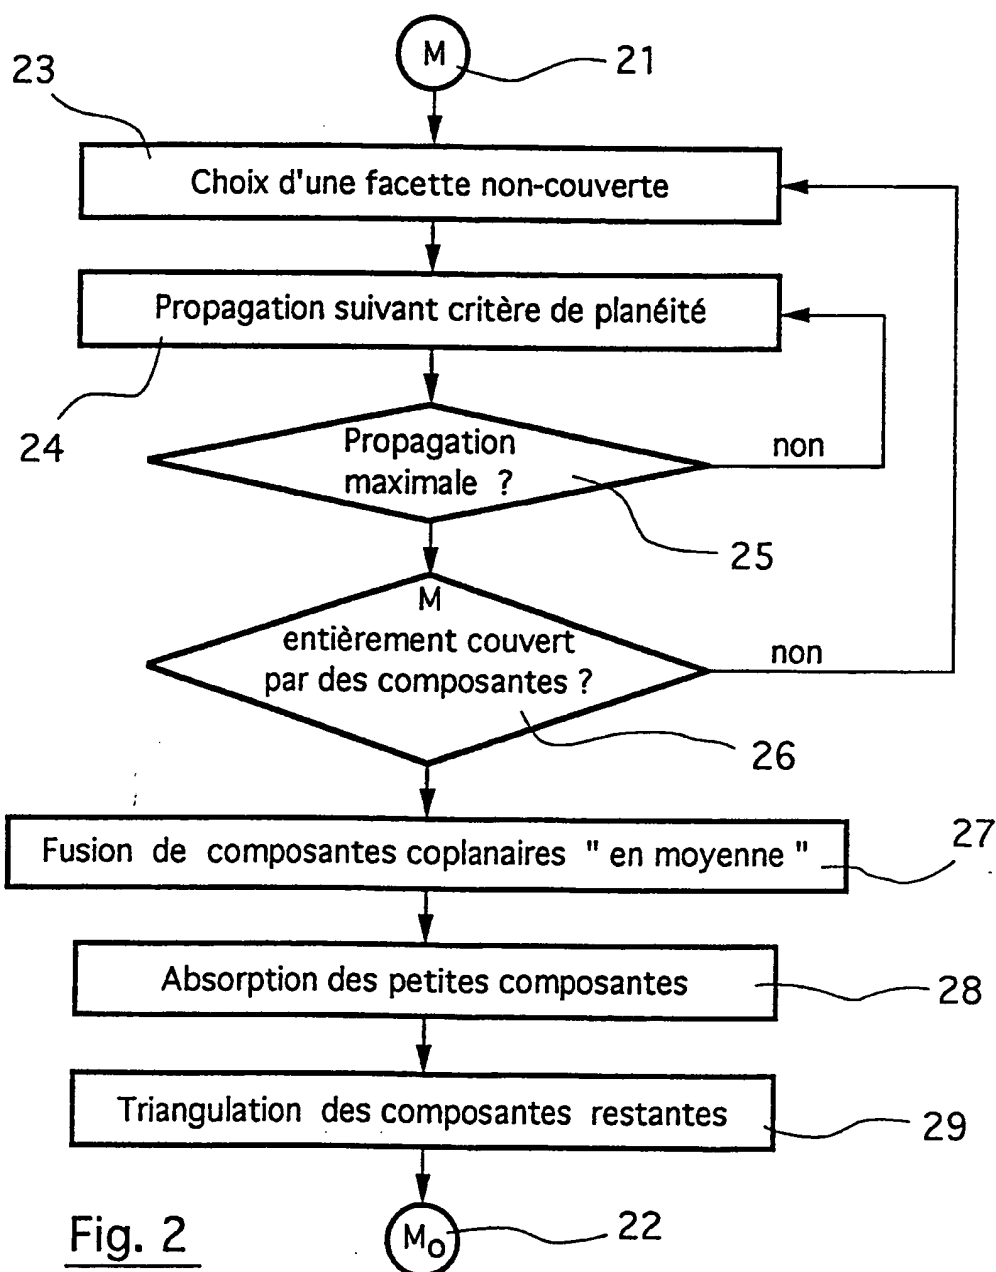 M
21
23
Choix d'une facette non-couverte
Propagation suivant critère de planéité
24
Propagation
maximale ?
non
25
M
entièrement couvert
par des composantes ?
non
26
Fusion de composantes coplanaires " en moyenne "
27
Absorption des petites composantes
28
Triangulation des composantes restantes
29
Mo
22
Fig. 2